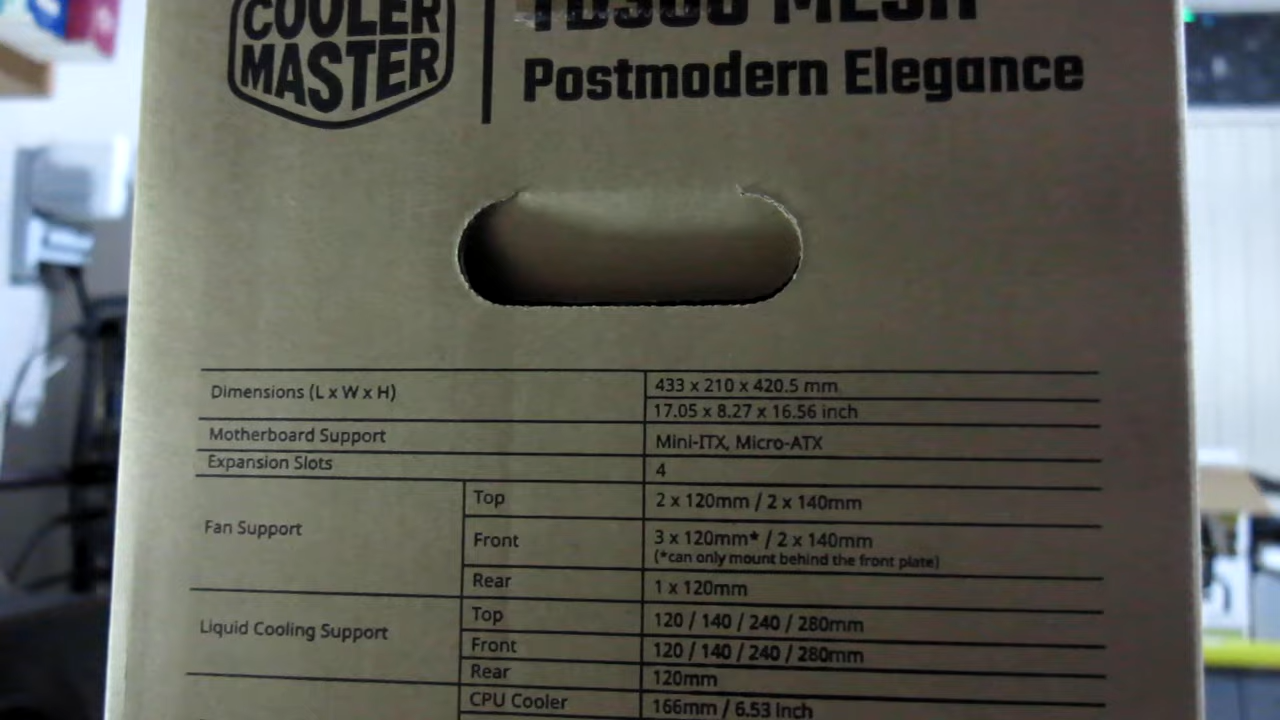 COOLER
MASTER
TD300 MESH
Postmodern Elegance
Dimensions (L x W x H)
433 x 210 x 420.5 mm
17.05 x 8.27 x 16.56 inch
Motherboard Support
Mini-ITX, Micro-ATX
Expansion Slots
4
Fan Support
Top
2 x 120mm / 2 x 140mm
Front
3 x 120mm* / 2 x 140mm
(*can only mount behind the front plate)
Rear
1 x 120mm
Liquid Cooling Support
Top
120 / 140 / 240 / 280mm
Front
120 / 140 / 240 / 280mm
Rear
120mm
CPU Cooler
166mm / 6.53 inch